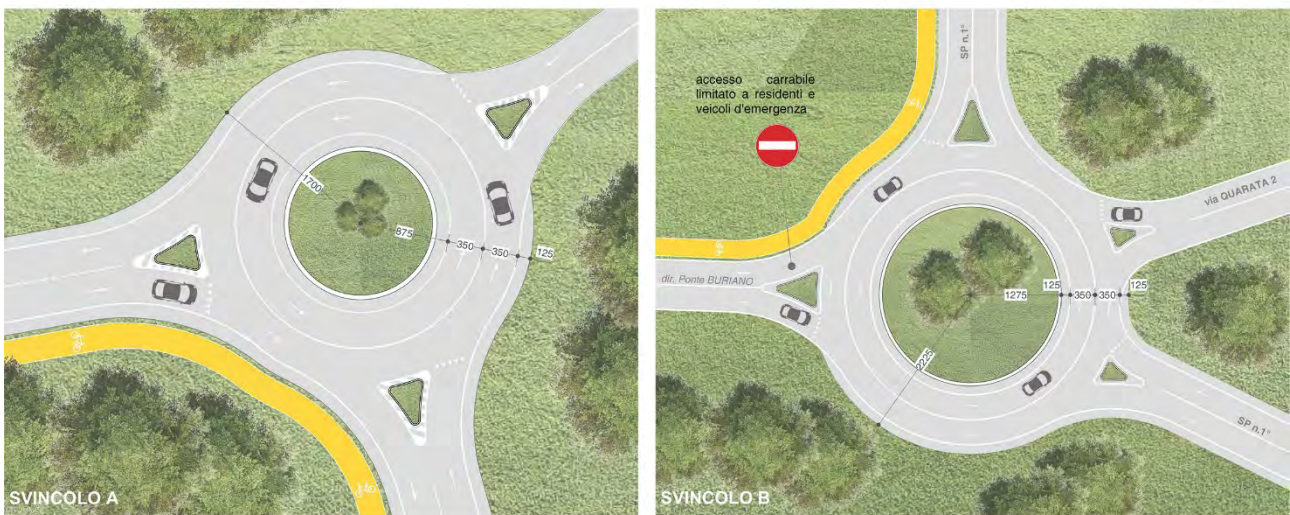 1700
875
350
350
125
SVINCOLO A
accesso carrabile
limitato a residenti e
veicoli d'emergenza
SP n.1°
via QUARATA 2
dir. Ponte BURIANO
1275
125
350
350
125
2225
SP n.1°
SVINCOLO B